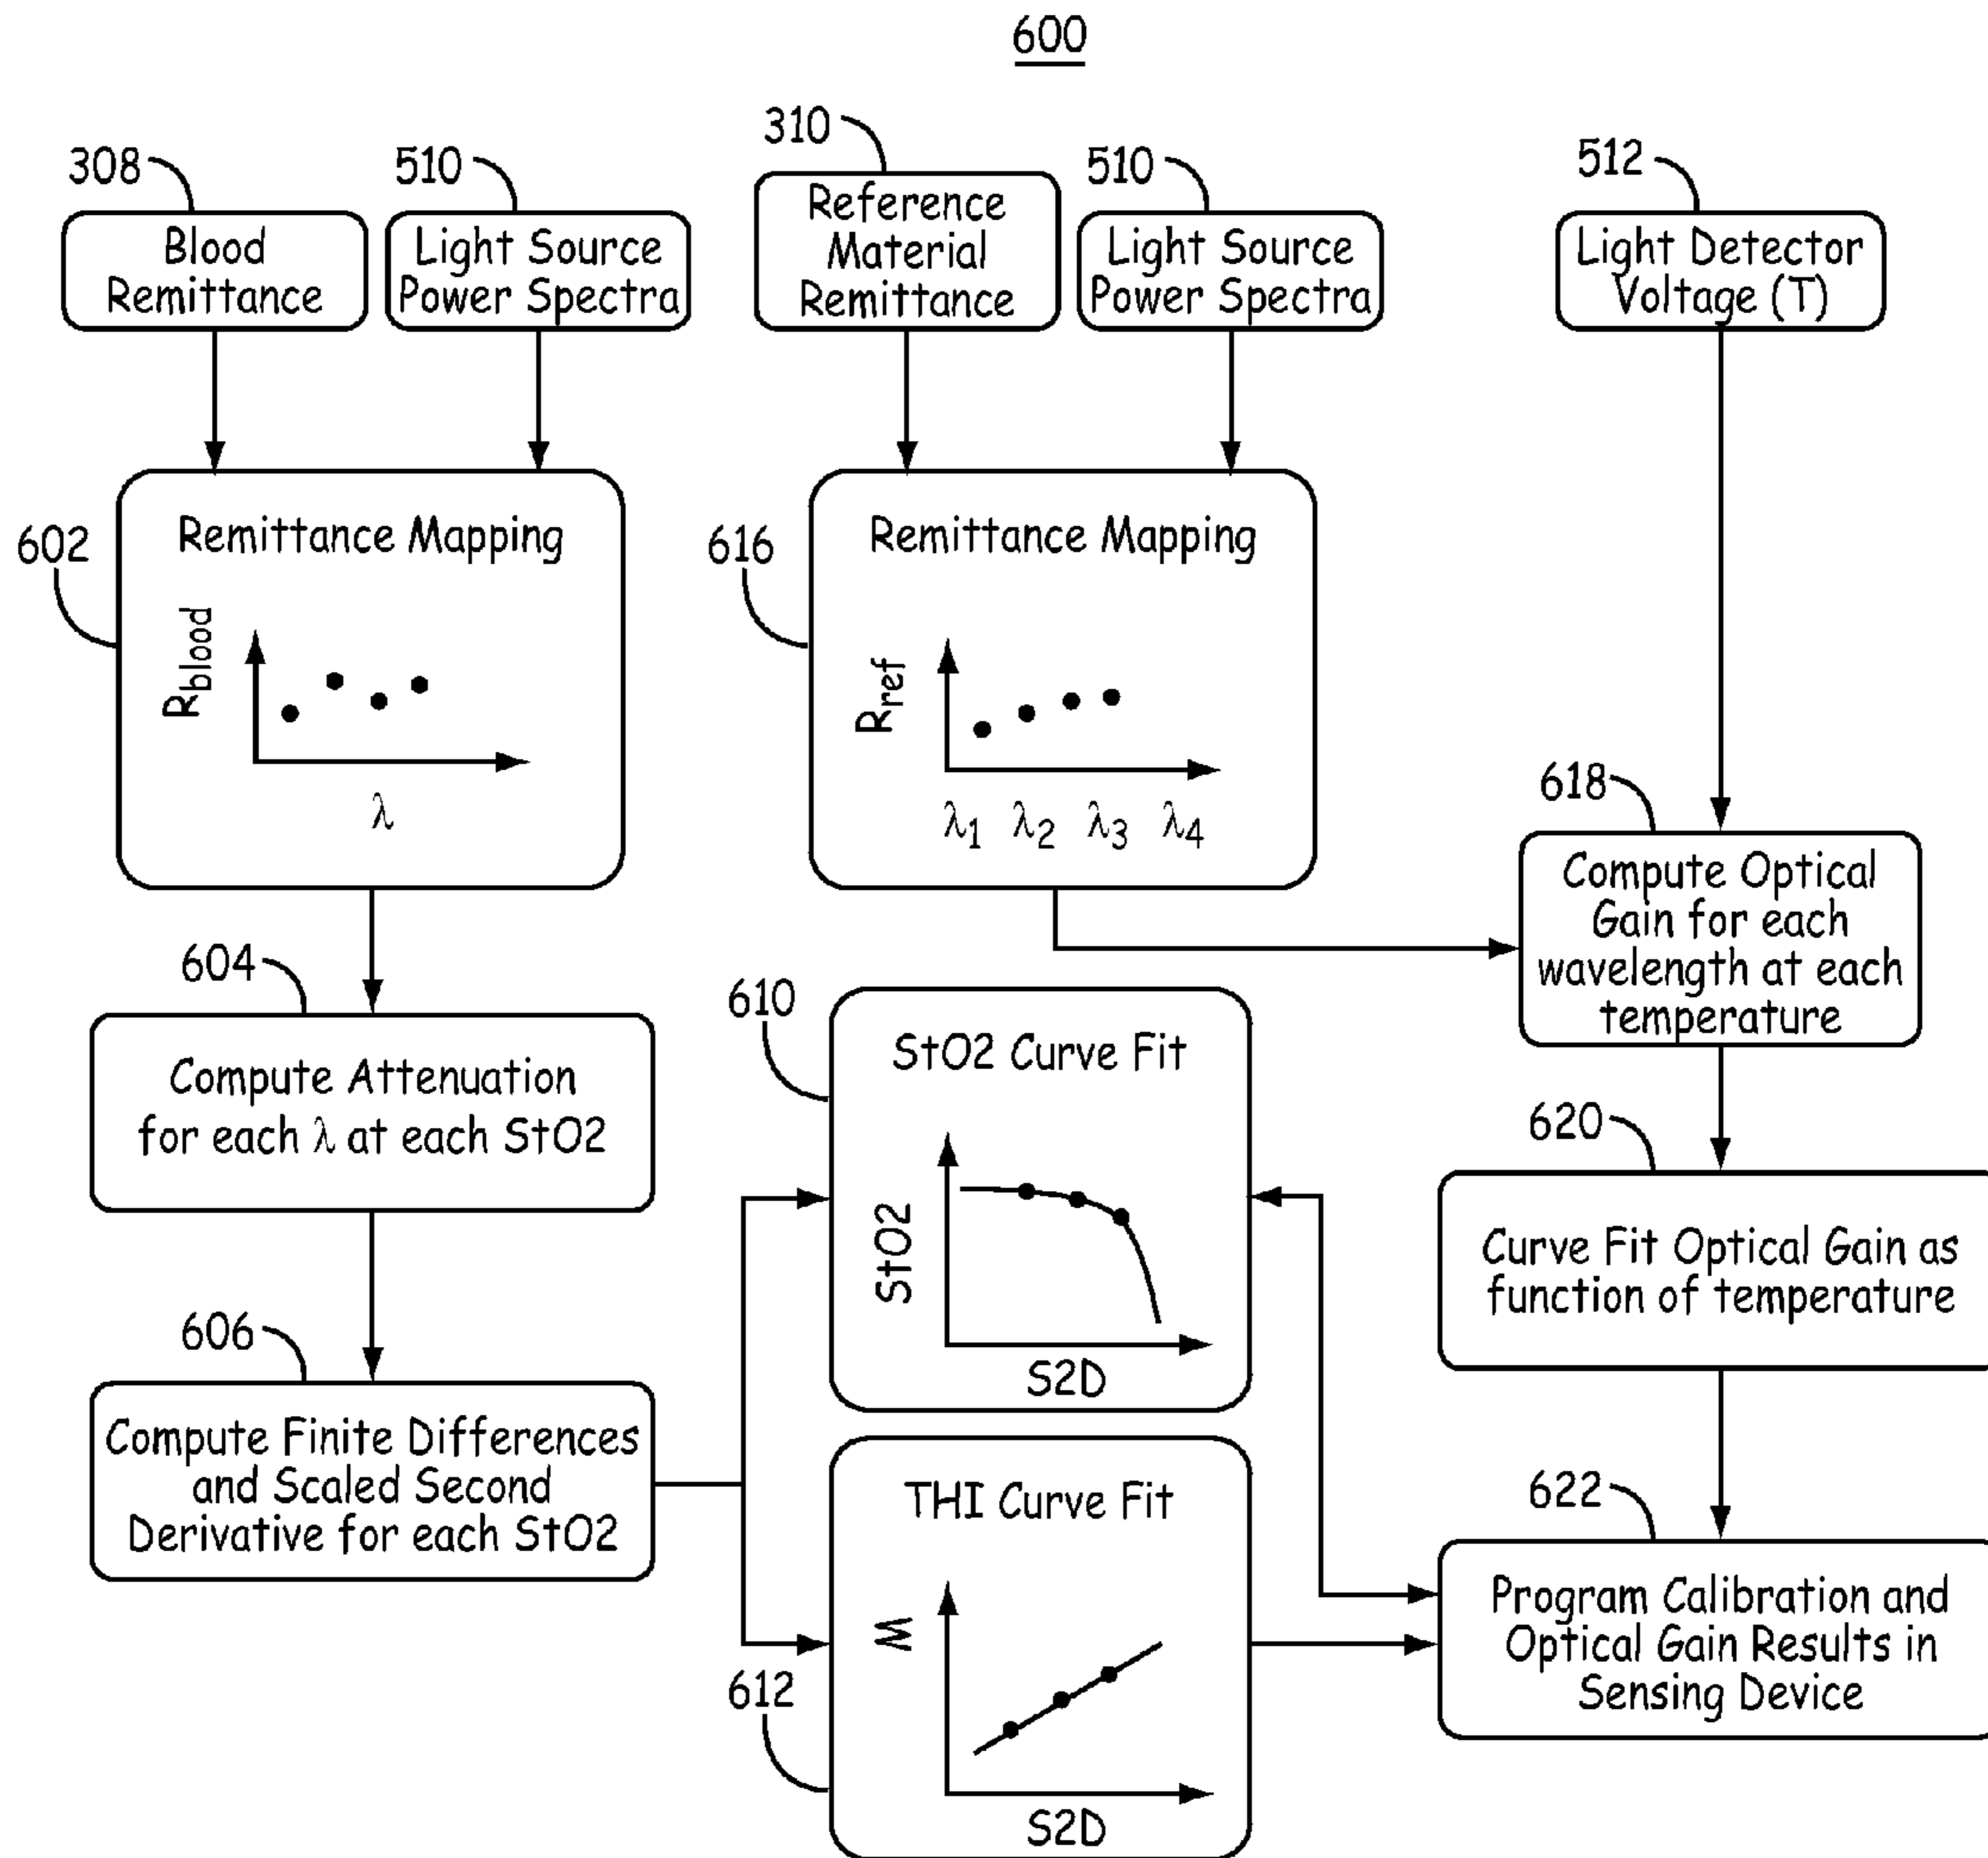 600
308
510
310
510
512
Blood
Remittance
Light Source
Power Spectra
Reference
Material
Remittance
Light Source
Power Spectra
Light Detector
Voltage (T)
602
Remittance Mapping
Rblood
λ
616
Remittance Mapping
Rref
λ1 λ2 λ3 λ4
618
Compute Optical
Gain for each
wavelength at each
temperature
604
Compute Attenuation
for each λ at each StO2
610
StO2 Curve Fit
StO2
S2D
620
Curve Fit Optical Gain as
function of temperature
606
Compute Finite Differences
and Scaled Second
Derivative for each StO2
612
THI Curve Fit
M
S2D
622
Program Calibration and
Optical Gain Results in
Sensing Device